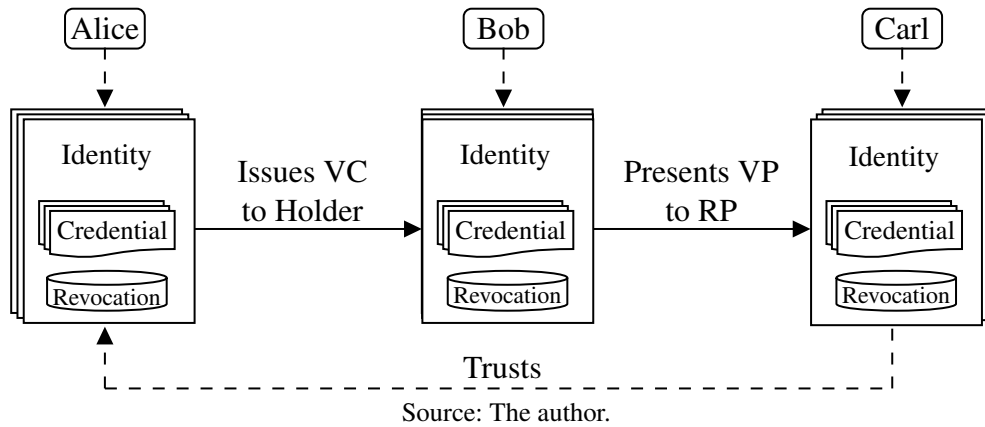 Alice
Bob
Carl
Identity
Identity
Identity
Issues VC
to Holder
Presents VP
to RP
Credential
Credential
Credential
Revocation
Revocation
Revocation
Trusts
Source: The author.